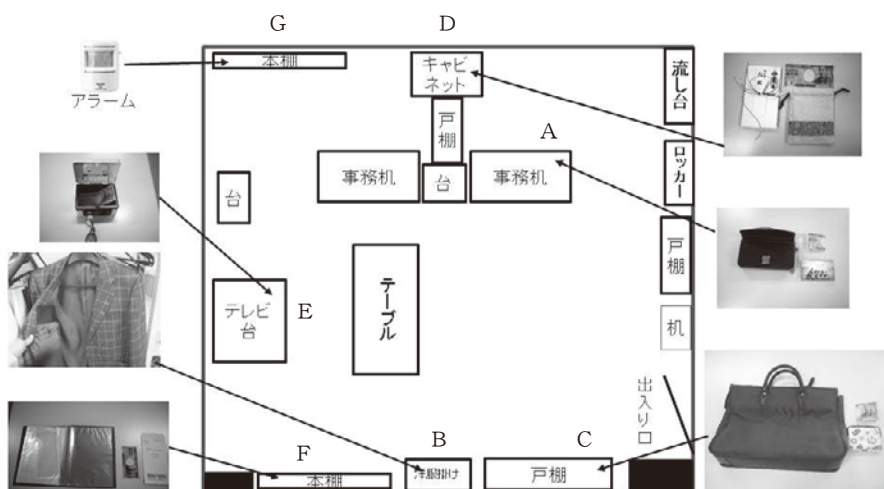 G
D
本棚
アラーム
キャビ
ネット
流し台
戸棚
A
事務机
台
事務机
ロッカー
台
戸棚
テレビ
台
E
テーブル
机
出入り口
F
B
C
本棚
洋服掛け
戸棚